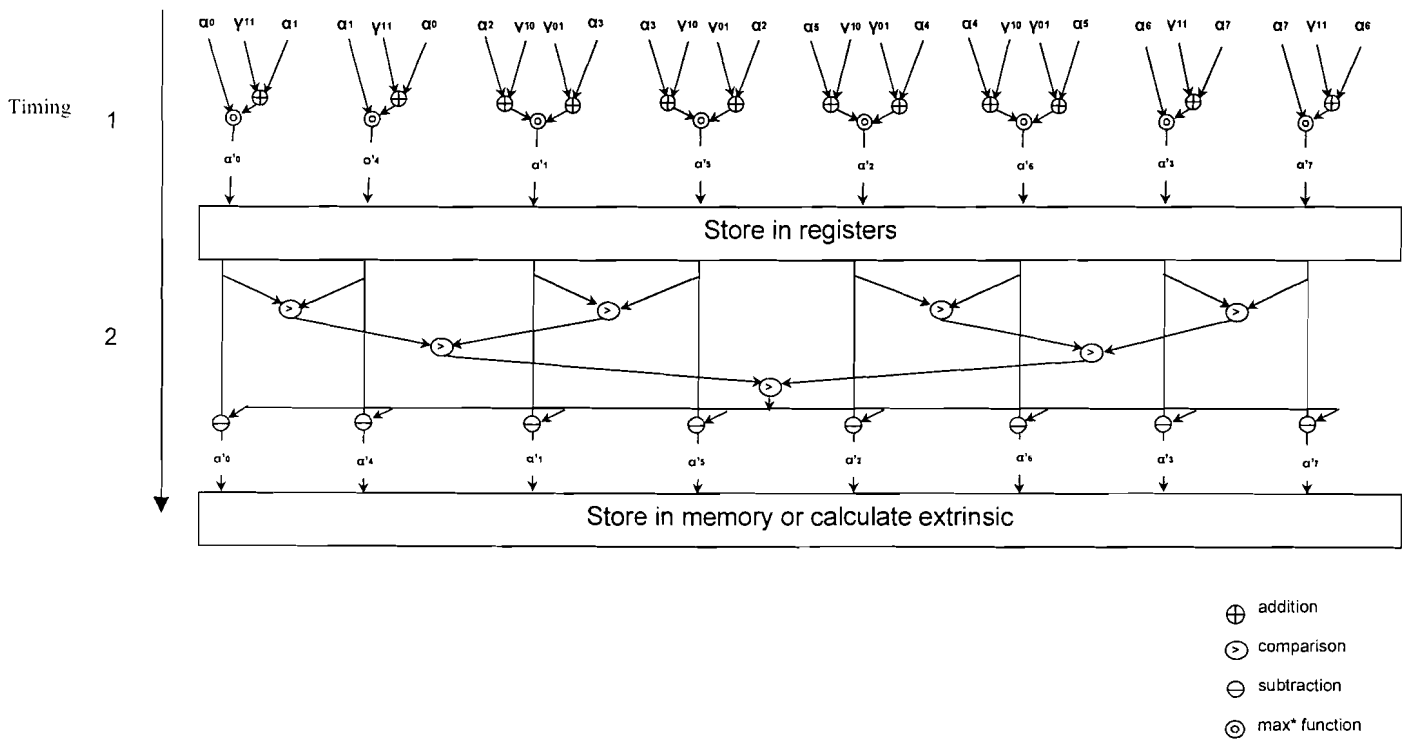 α0 γ11 α1 α1 γ11 α0 α2 γ10 γ01 α3 α3 γ10 γ01 α2 α5 γ10 γ01 α4 α4 γ10 γ01 α5 α6 γ11 α7 α7 γ11 α6
Timing
1
α'0 α'4 α'1 α'5 α'2 α'6 α'3 α'7
Store in registers
> > > >
2
> >
>
α'0 α'4 α'1 α'5 α'2 α'6 α'3 α'7
Store in memory or calculate extrinsic
addition
> comparison
subtraction
max* function